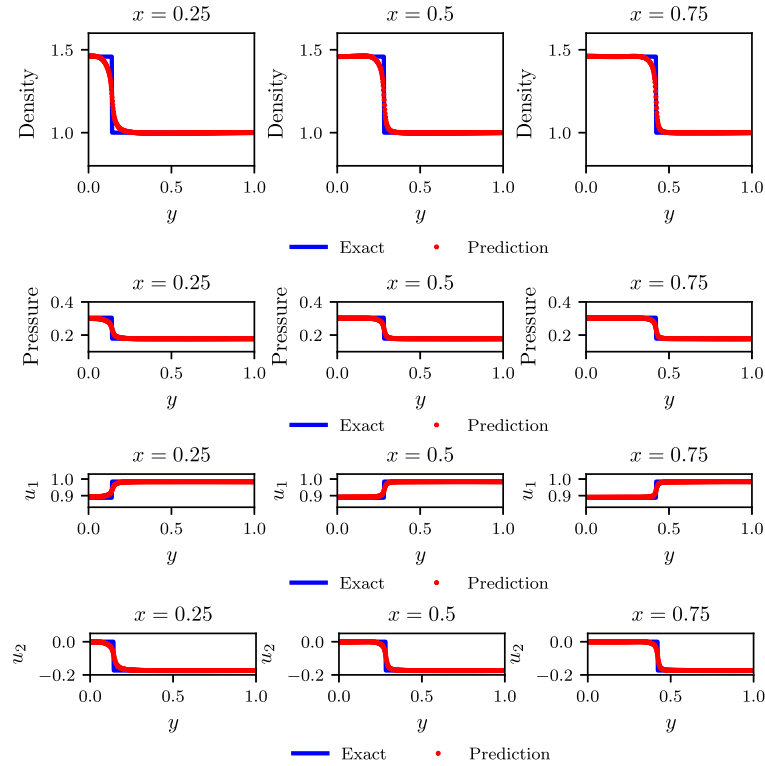 x = 0.25 x = 0.5 x = 0.75
1.5 1.5 1.5
Density Density Density
1.0 1.0 1.0
0.0 0.5 1.0 0.0 0.5 1.0 0.0 0.5 1.0
y y y
Exact Prediction
x = 0.25 x = 0.5 x = 0.75
0.4 0.4 0.4
Pressure Pressure Pressure
0.2 0.2 0.2
0.0 0.5 1.0 0.0 0.5 1.0 0.0 0.5 1.0
y y y
Exact Prediction
x = 0.25 x = 0.5 x = 0.75
1.0 1.0 1.0
u₁ u₁ u₁
0.9 0.9 0.9
0.0 0.5 1.0 0.0 0.5 1.0 0.0 0.5 1.0
y y y
Exact Prediction
x = 0.25 x = 0.5 x = 0.75
0.0 0.0 0.0
u₂ u₂ u₂
−0.2 −0.2 −0.2
0.0 0.5 1.0 0.0 0.5 1.0 0.0 0.5 1.0
y y y
Exact Prediction